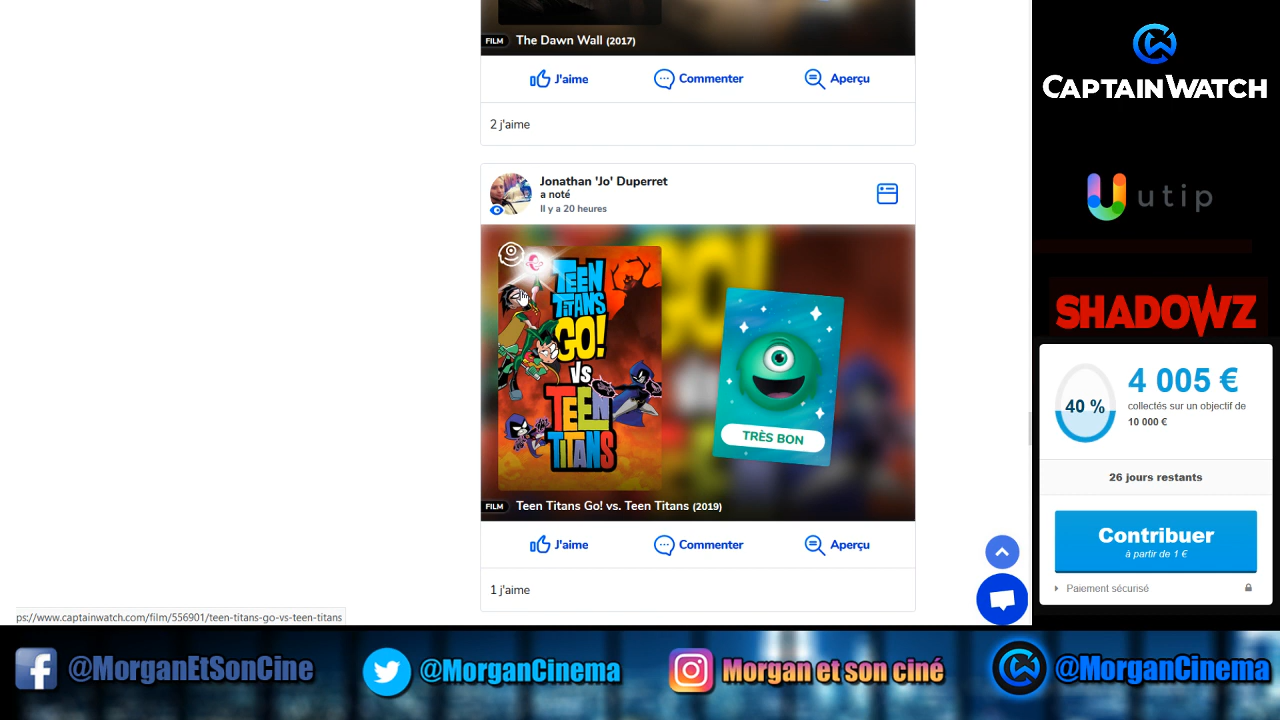 FILM The Dawn Wall (2017)
J'aime Commenter Aperçu
2 j'aime
Jonathan 'Jo' Duperret
a noté
Il y a 20 heures
TEEN
TITANS
GO!
VS
TEEN
TITANS
TRÈS BON
FILM Teen Titans Go! vs. Teen Titans (2019)
J'aime Commenter Aperçu
1 j'aime
ps://www.captainwatch.com/film/556901/teen-titans-go-vs-teen-titans
CAPTAINWATCH
utip
SHADOWZ
40 %
4 005 €
collectés sur un objectif de
10 000 €
26 jours restants
Contribuer
à partir de 1 €
Paiement sécurisé
@MorganEtSonCine @MorganCinema Morgan et son ciné @MorganCinema